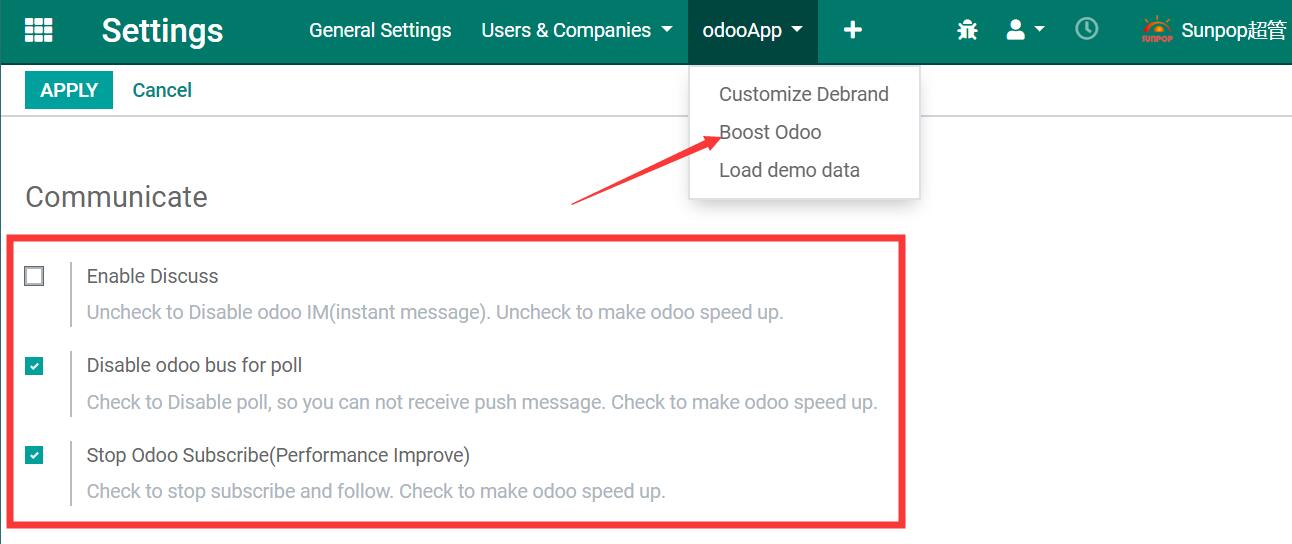 Settings
General Settings
Users & Companies
odooApp
SUNPOP
Sunpop超管
APPLY
Cancel
Customize Debrand
Boost Odoo
Load demo data
Communicate
Enable Discuss
Uncheck to Disable odoo IM(instant message). Uncheck to make odoo speed up.
Disable odoo bus for poll
Check to Disable poll, so you can not receive push message. Check to make odoo speed up.
Stop Odoo Subscribe(Performance Improve)
Check to stop subscribe and follow. Check to make odoo speed up.